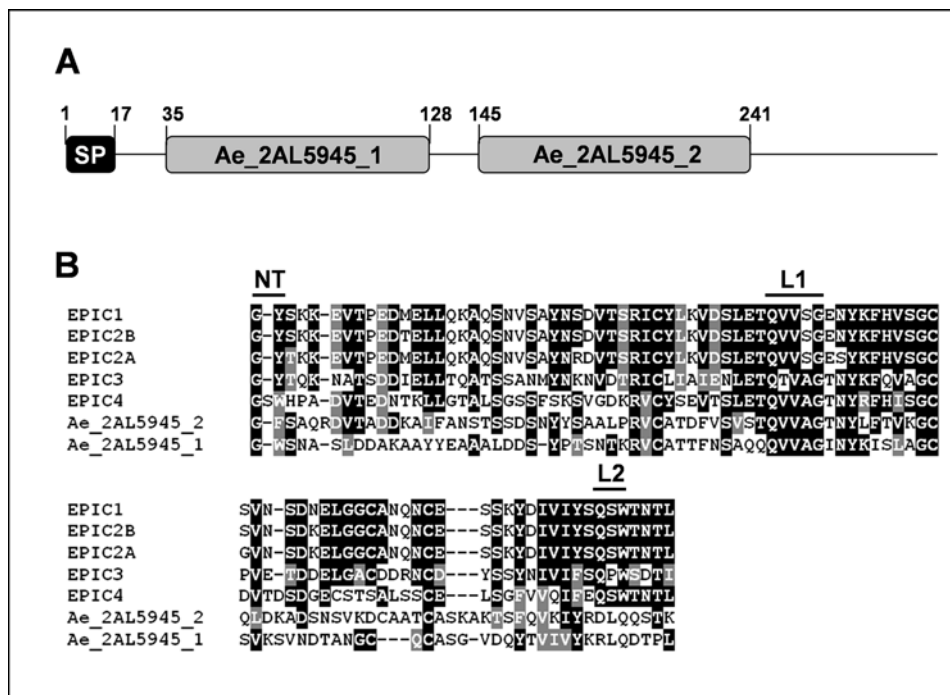 A
1 17 35 128 145 241
SP Ae_2AL5945_1 Ae_2AL5945_2
B
NT L1
EPIC1 G-YSKK-EVTPEDMELLQKAQSNVSAYNSDVTSRICYLKVDSLETQVVSGENYKFHVSGC
EPIC2B G-YSKK-EVTPEDTELLQKAQSNVSAYNSDVTSRICYLKVDSLETQVVSGENYKFHVSGC
EPIC2A G-YTKK-EVTPEDMELLQKAQSNVSAYNRDVTSRICYLKVDSLETQVVSGESYKFHVSGC
EPIC3 G-YTQK-NATSDDIELLTQATSSANMYNKNVDTRICLIAIENLETQTVAGTNYKFQVAGC
EPIC4 GSWHPA-DVTEDNTKLLGTALSGSSFSKSVGDKRVCYSEVTSLETQVVAGTNYRFHISGC
Ae_2AL5945_2 G-FSAQRDVTADDKAIFANSTSSDSNYYSAALPRVCATDFVSVSTQVVAGTNYLFTVKGC
Ae_2AL5945_1 G-WSNA-SLDDAKAAYYEAAALDDS-YPTSNTKRVCATTFNSAQQQVVAGINYKISLAGC
L2
EPIC1 SVN-SDNELGGCANQNCE---SSKYDIVIYSQSWTNTL
EPIC2B SVN-SDKELGGCANQNCE---SSKYDIVIYSQSWTNTL
EPIC2A GVN-SDKELGGCANQNCE---SSKYDIVIYSQSWTNTL
EPIC3 PVE-TDDELGACDDRNCD---YSSYNIVIFSQPWSDTI
EPIC4 DVTDSDGECSTSALSSCE---LSGFVVQIFEQSWTNTL
Ae_2AL5945_2 QLDKADSNSVKDCAATCASKAKTSFQVKIYRDLQQSTK
Ae_2AL5945_1 SVKSVNDTANGC---QCASG-VDQYTVIVYKRLQDTPL